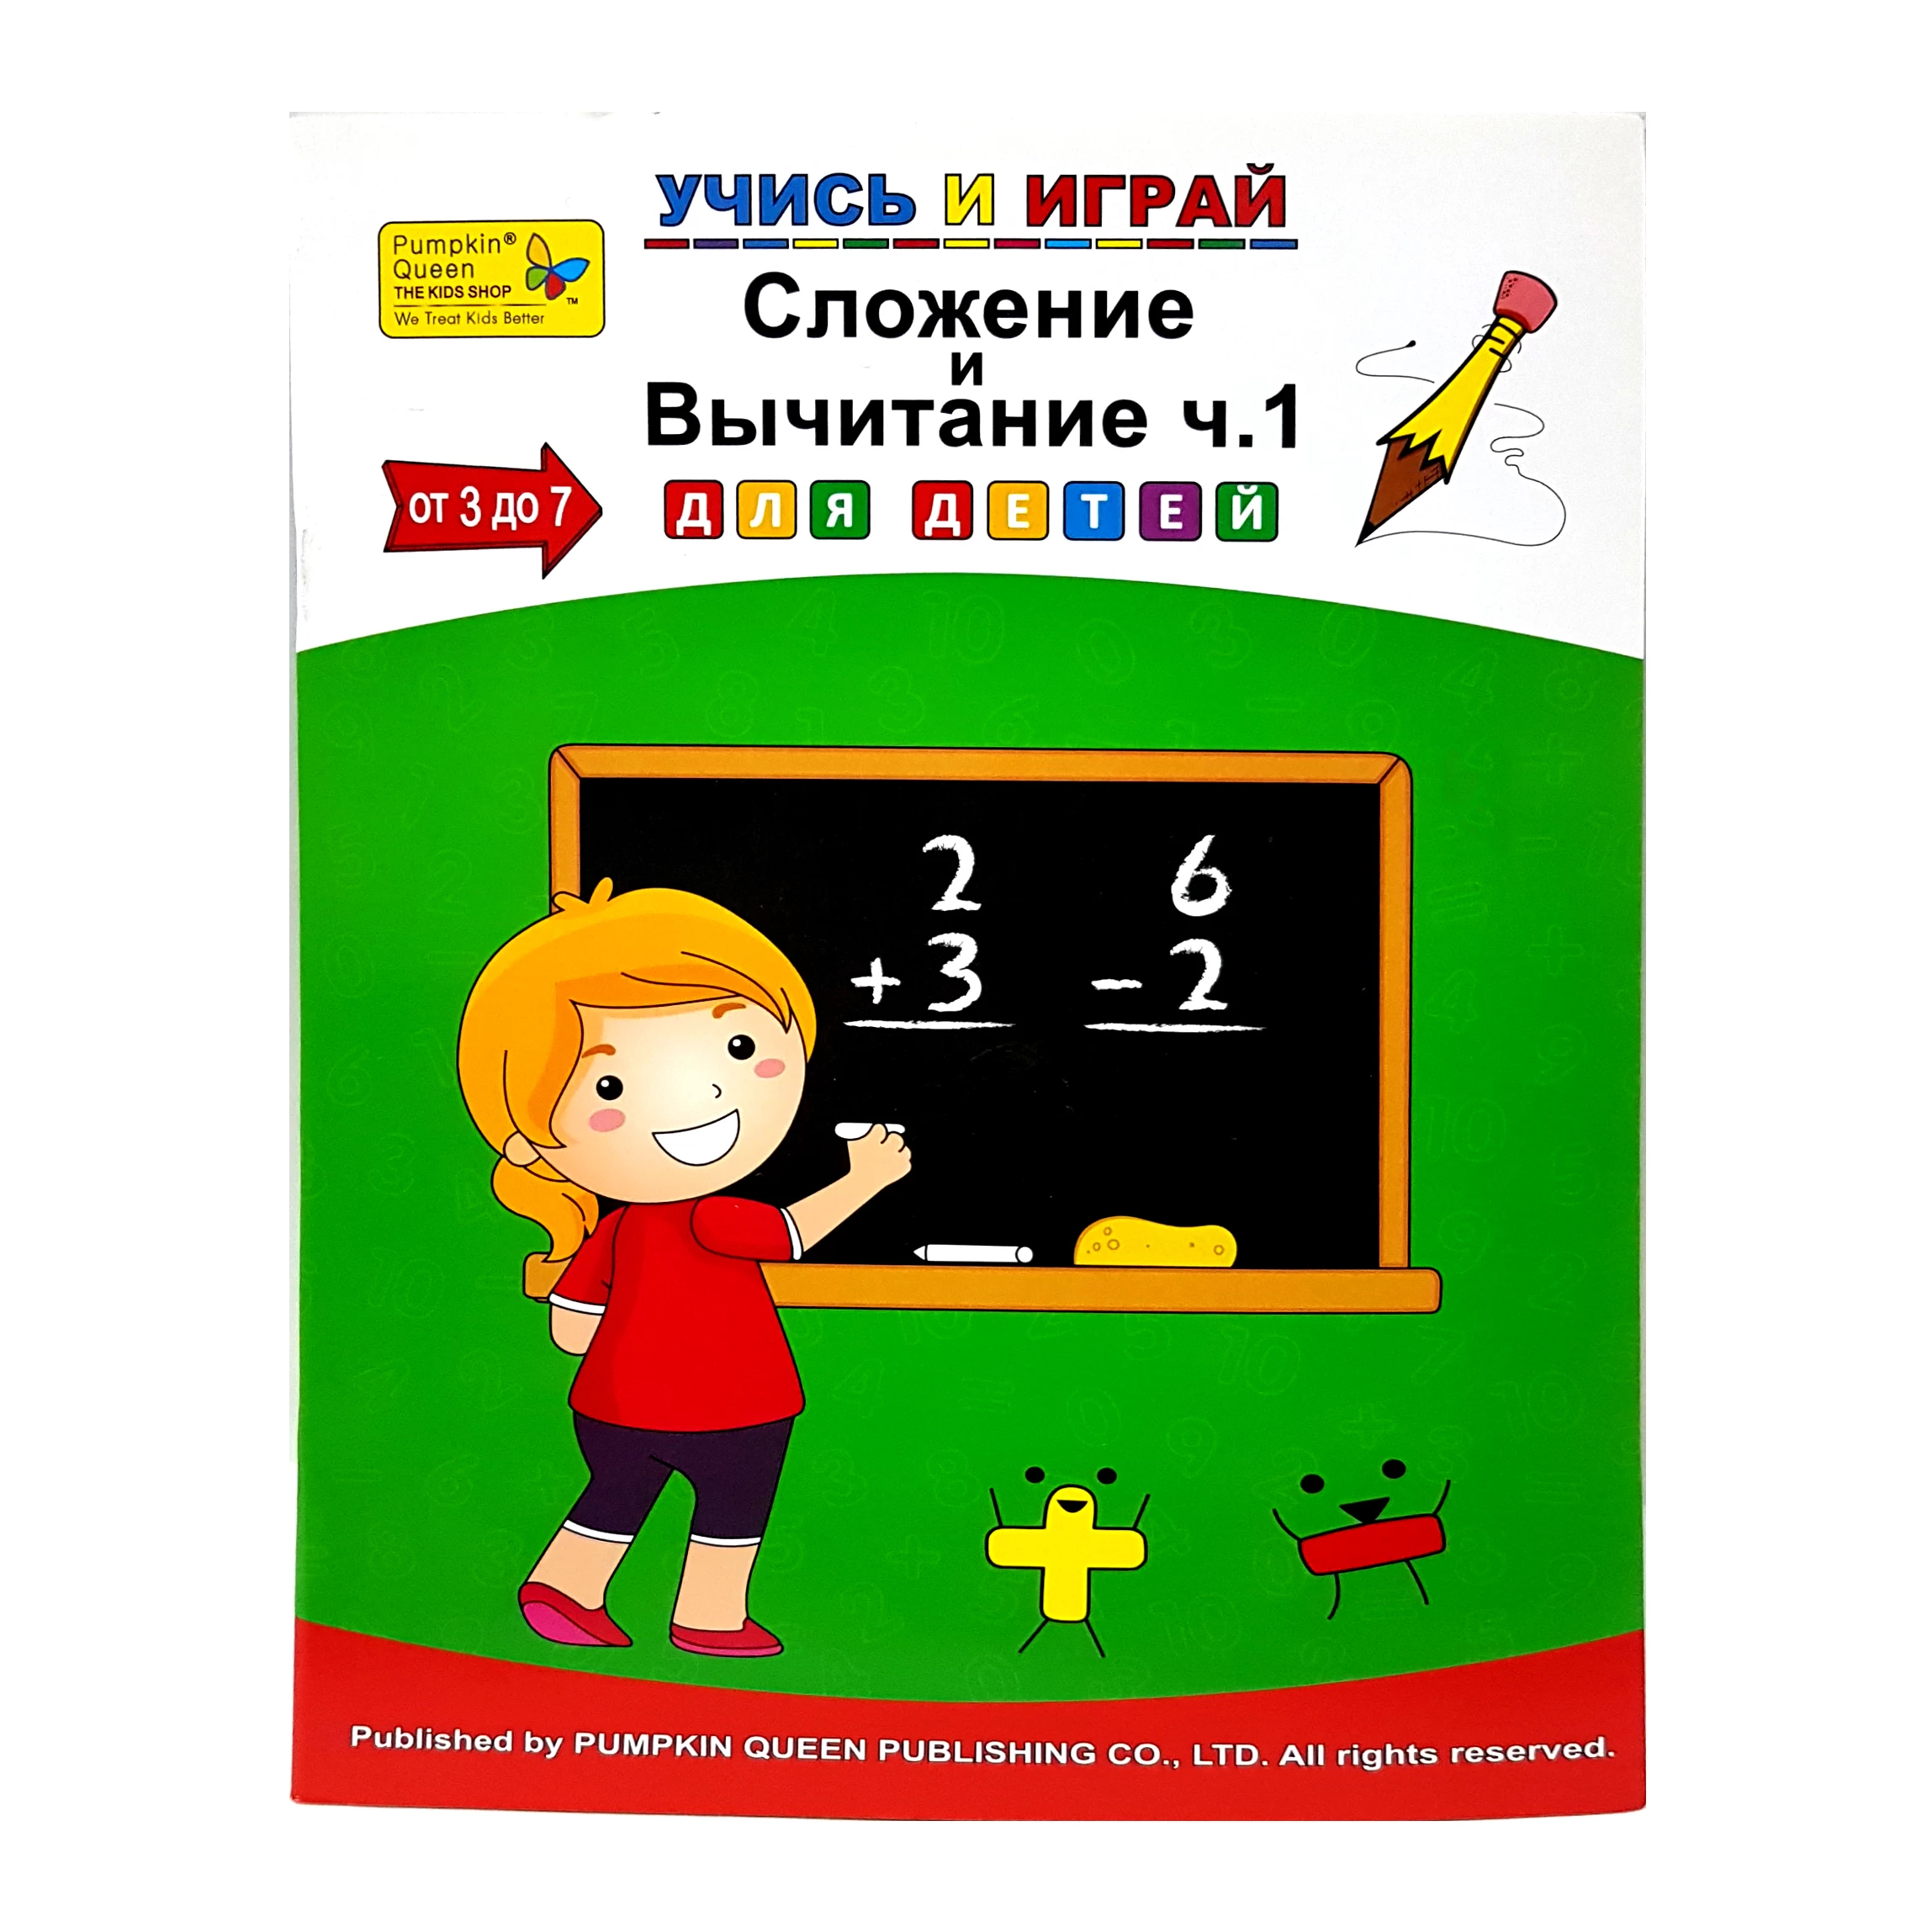 УЧИСЬ И ИГРАЙ
Pumpkin®
Queen
THE KIDS SHOP
TM
We Treat Kids Better
Сложение
и
Вычитание ч.1
от 3 до 7
ДЛЯ ДЕТЕЙ
2 6
+ 3 - 2
Published by PUMPKIN QUEEN PUBLISHING CO., LTD. All rights reserved.